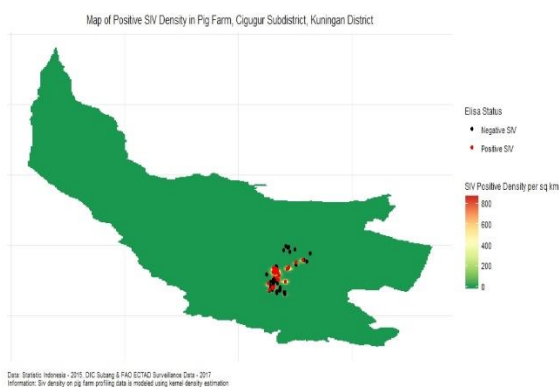 Map of Positive SIV Density in Pig Farm, Cigugur Subdistrict, Kuningan District
Elisa Status
Negative SIV
Positive SIV
SIV Positive Density per sq km
800
600
400
200
0
Data: Statistic Indonesia - 2015, DIC Subang & FAO ECTAD Surveillance Data - 2017
Information: Siv density on pig farm profiling data is modeled using kernel density estimation